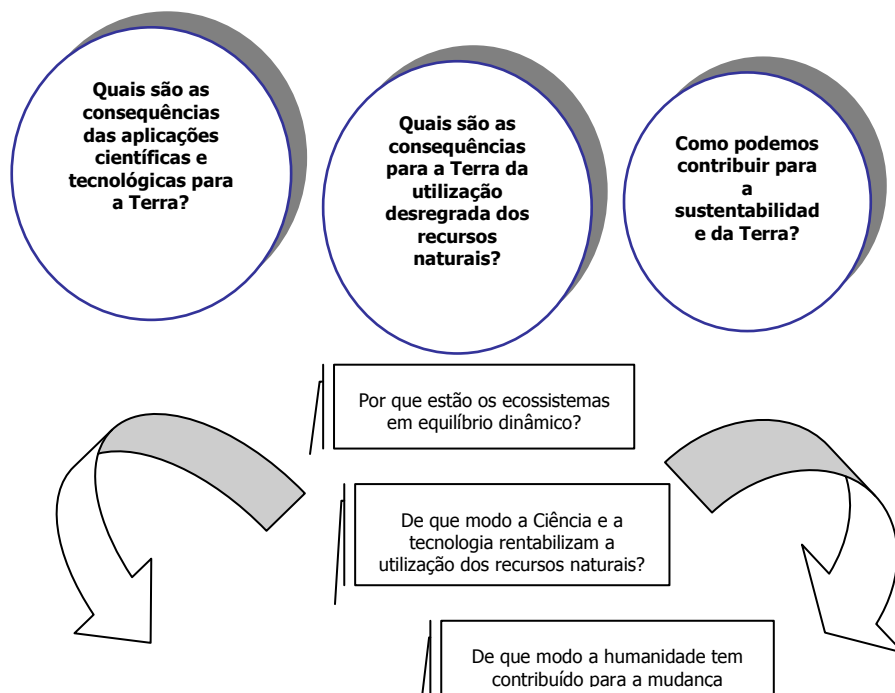 Quais são as
consequências
das aplicações
científicas e
tecnológicas para
a Terra?
Quais são as
consequências
para a Terra da
utilização
desregrada dos
recursos
naturais?
Como podemos
contribuir para
a
sustentabilidad
e da Terra?
Por que estão os ecossistemas
em equilíbrio dinâmico?
De que modo a Ciência e a
tecnologia rentabilizam a
utilização dos recursos naturais?
De que modo a humanidade tem
contribuído para a mudança